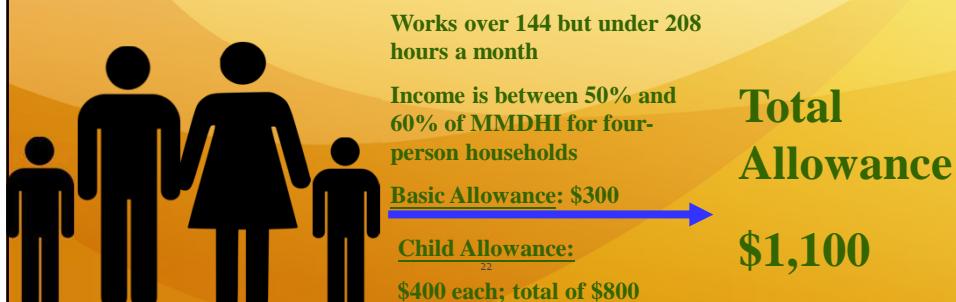 Works over 144 but under 208
hours a month
Income is between 50% and
60% of MMDHI for four-
person households
Basic Allowance: $300
Child Allowance:
22
$400 each; total of $800
Total
Allowance
$1,100